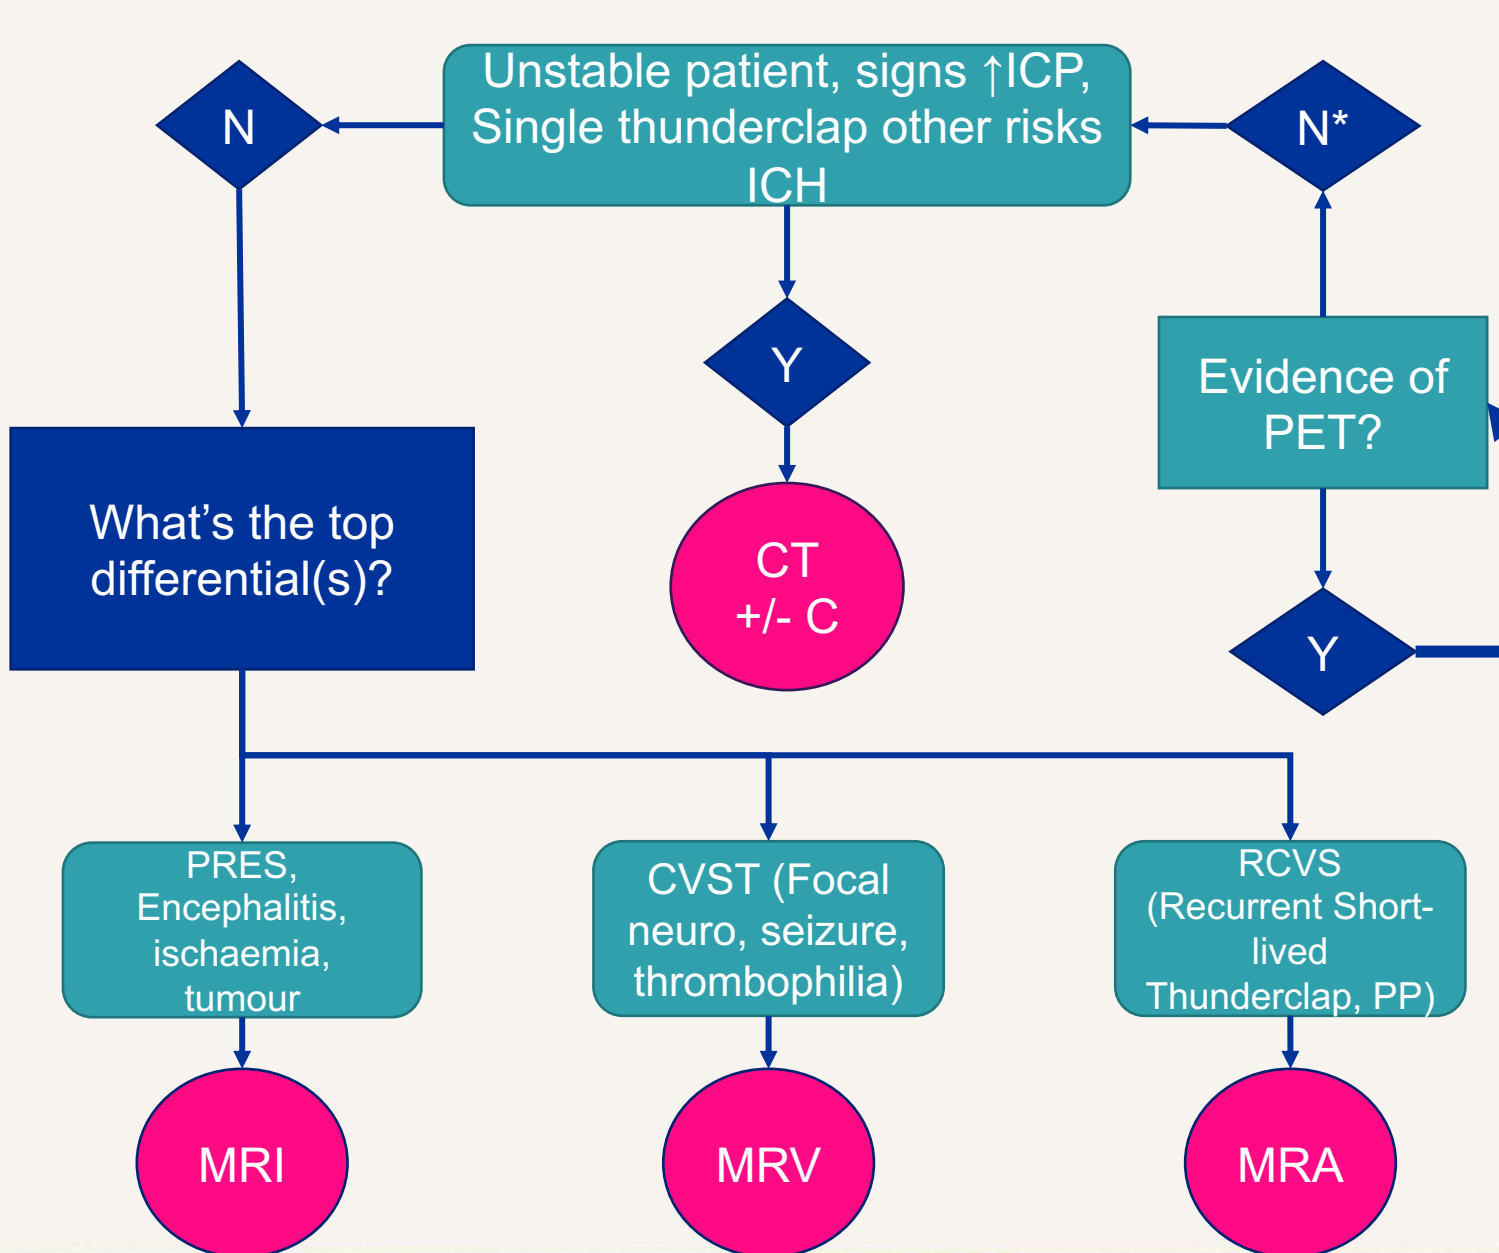 Unstable patient, signs ↑ICP,
Single thunderclap other risks
ICH
N
N*
Y
Evidence of
PET?
What’s the top
differential(s)?
CT
+/- C
Y
PRES,
Encephalitis,
ischaemia,
tumour
CVST (Focal
neuro, seizure,
thrombophilia)
RCVS
(Recurrent Short-
lived
Thunderclap, PP)
MRI
MRV
MRA